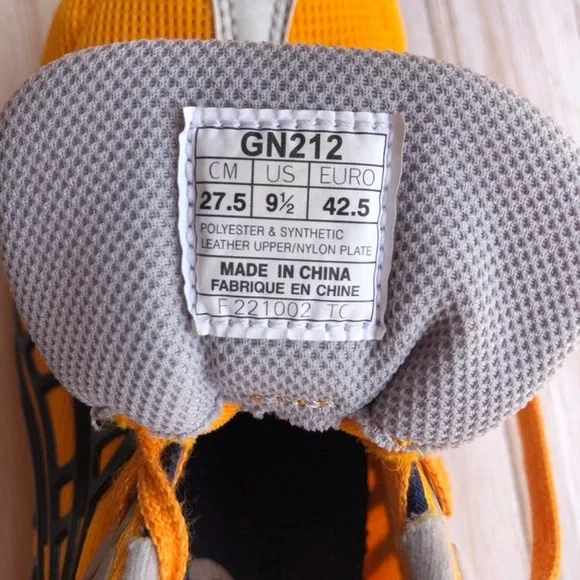 GN212
CM US EURO
27.5 9½ 42.5
POLYESTER & SYNTHETIC
LEATHER UPPER/NYLON PLATE
MADE IN CHINA
FABRIQUE EN CHINE
F 221002 TC